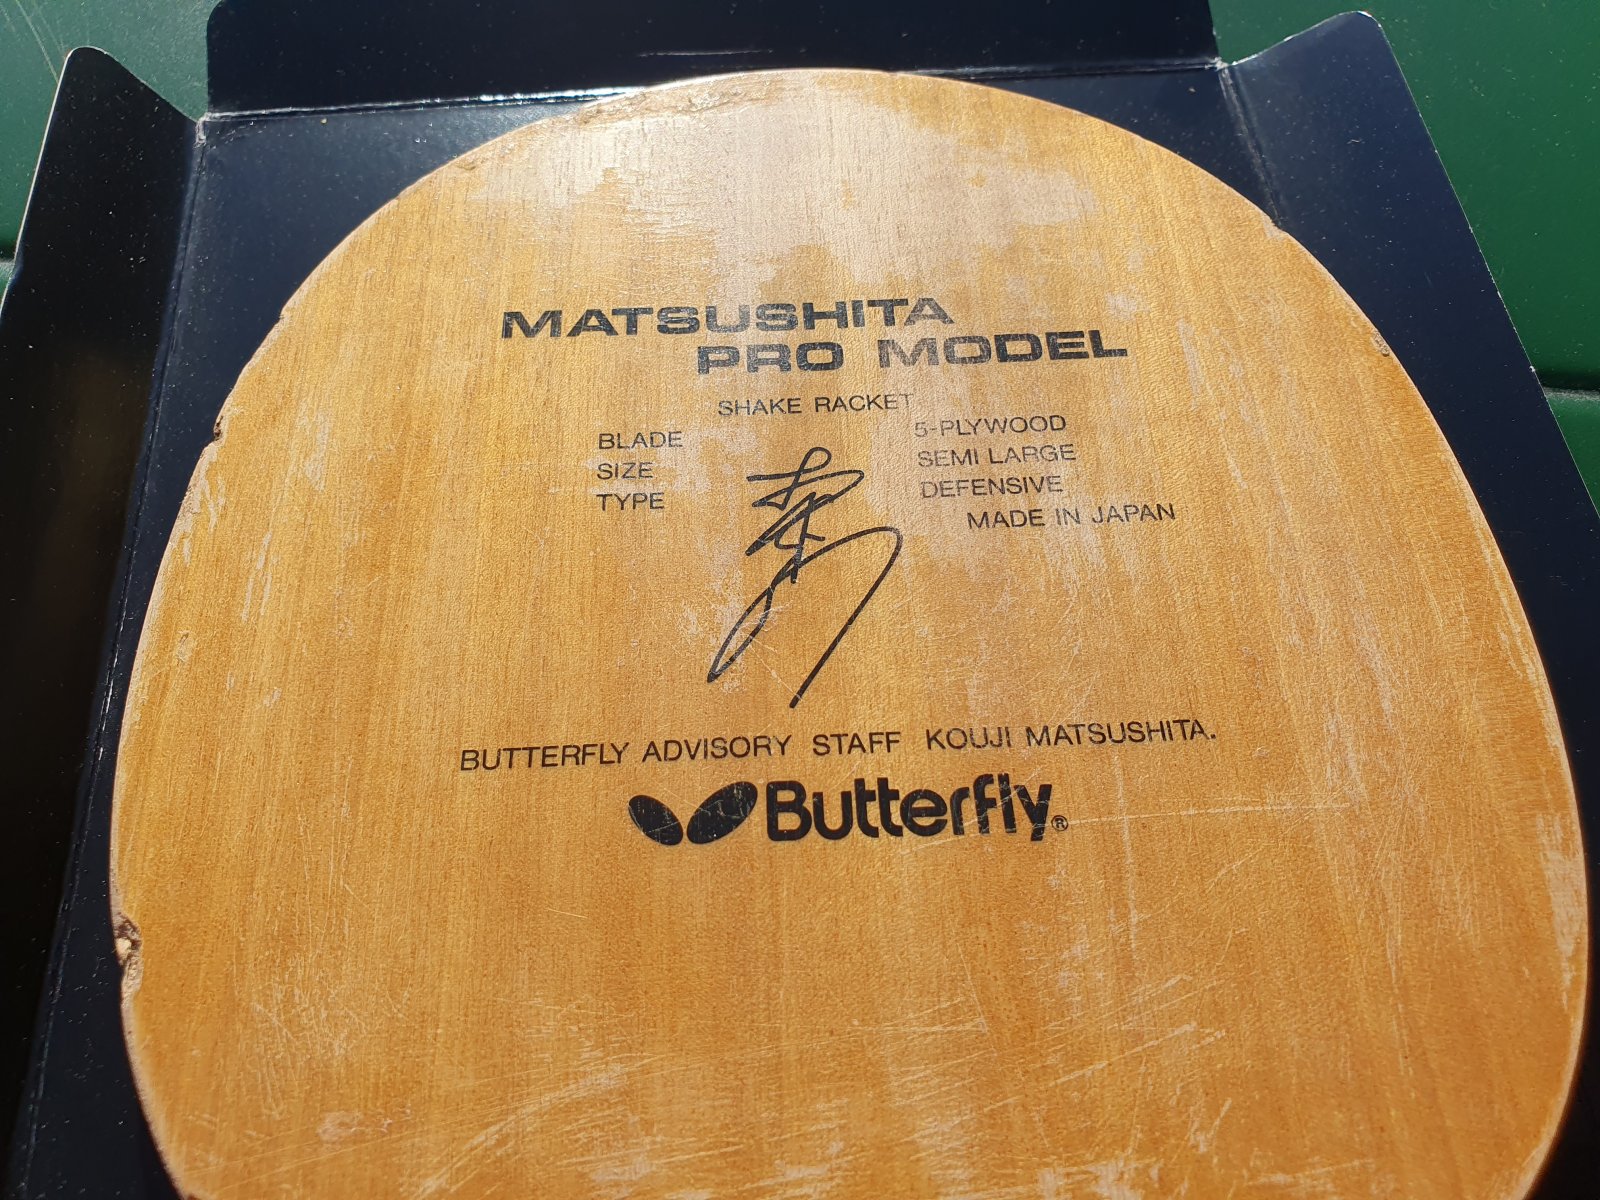 MATSUSHITA
PRO MODEL
SHAKE RACKET
BLADE 5-PLYWOOD
SIZE SEMI LARGE
TYPE DEFENSIVE
MADE IN JAPAN
BUTTERFLY ADVISORY STAFF KOUJI MATSUSHITA.
Butterfly®